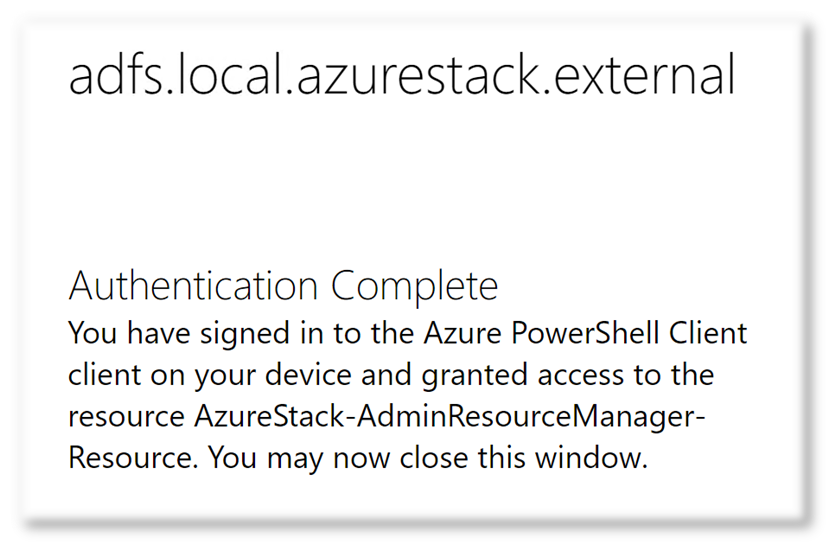 adfs.local.azurestack.external
Authentication Complete
You have signed in to the Azure PowerShell Client
client on your device and granted access to the
resource AzureStack-AdminResourceManager-
Resource. You may now close this window.